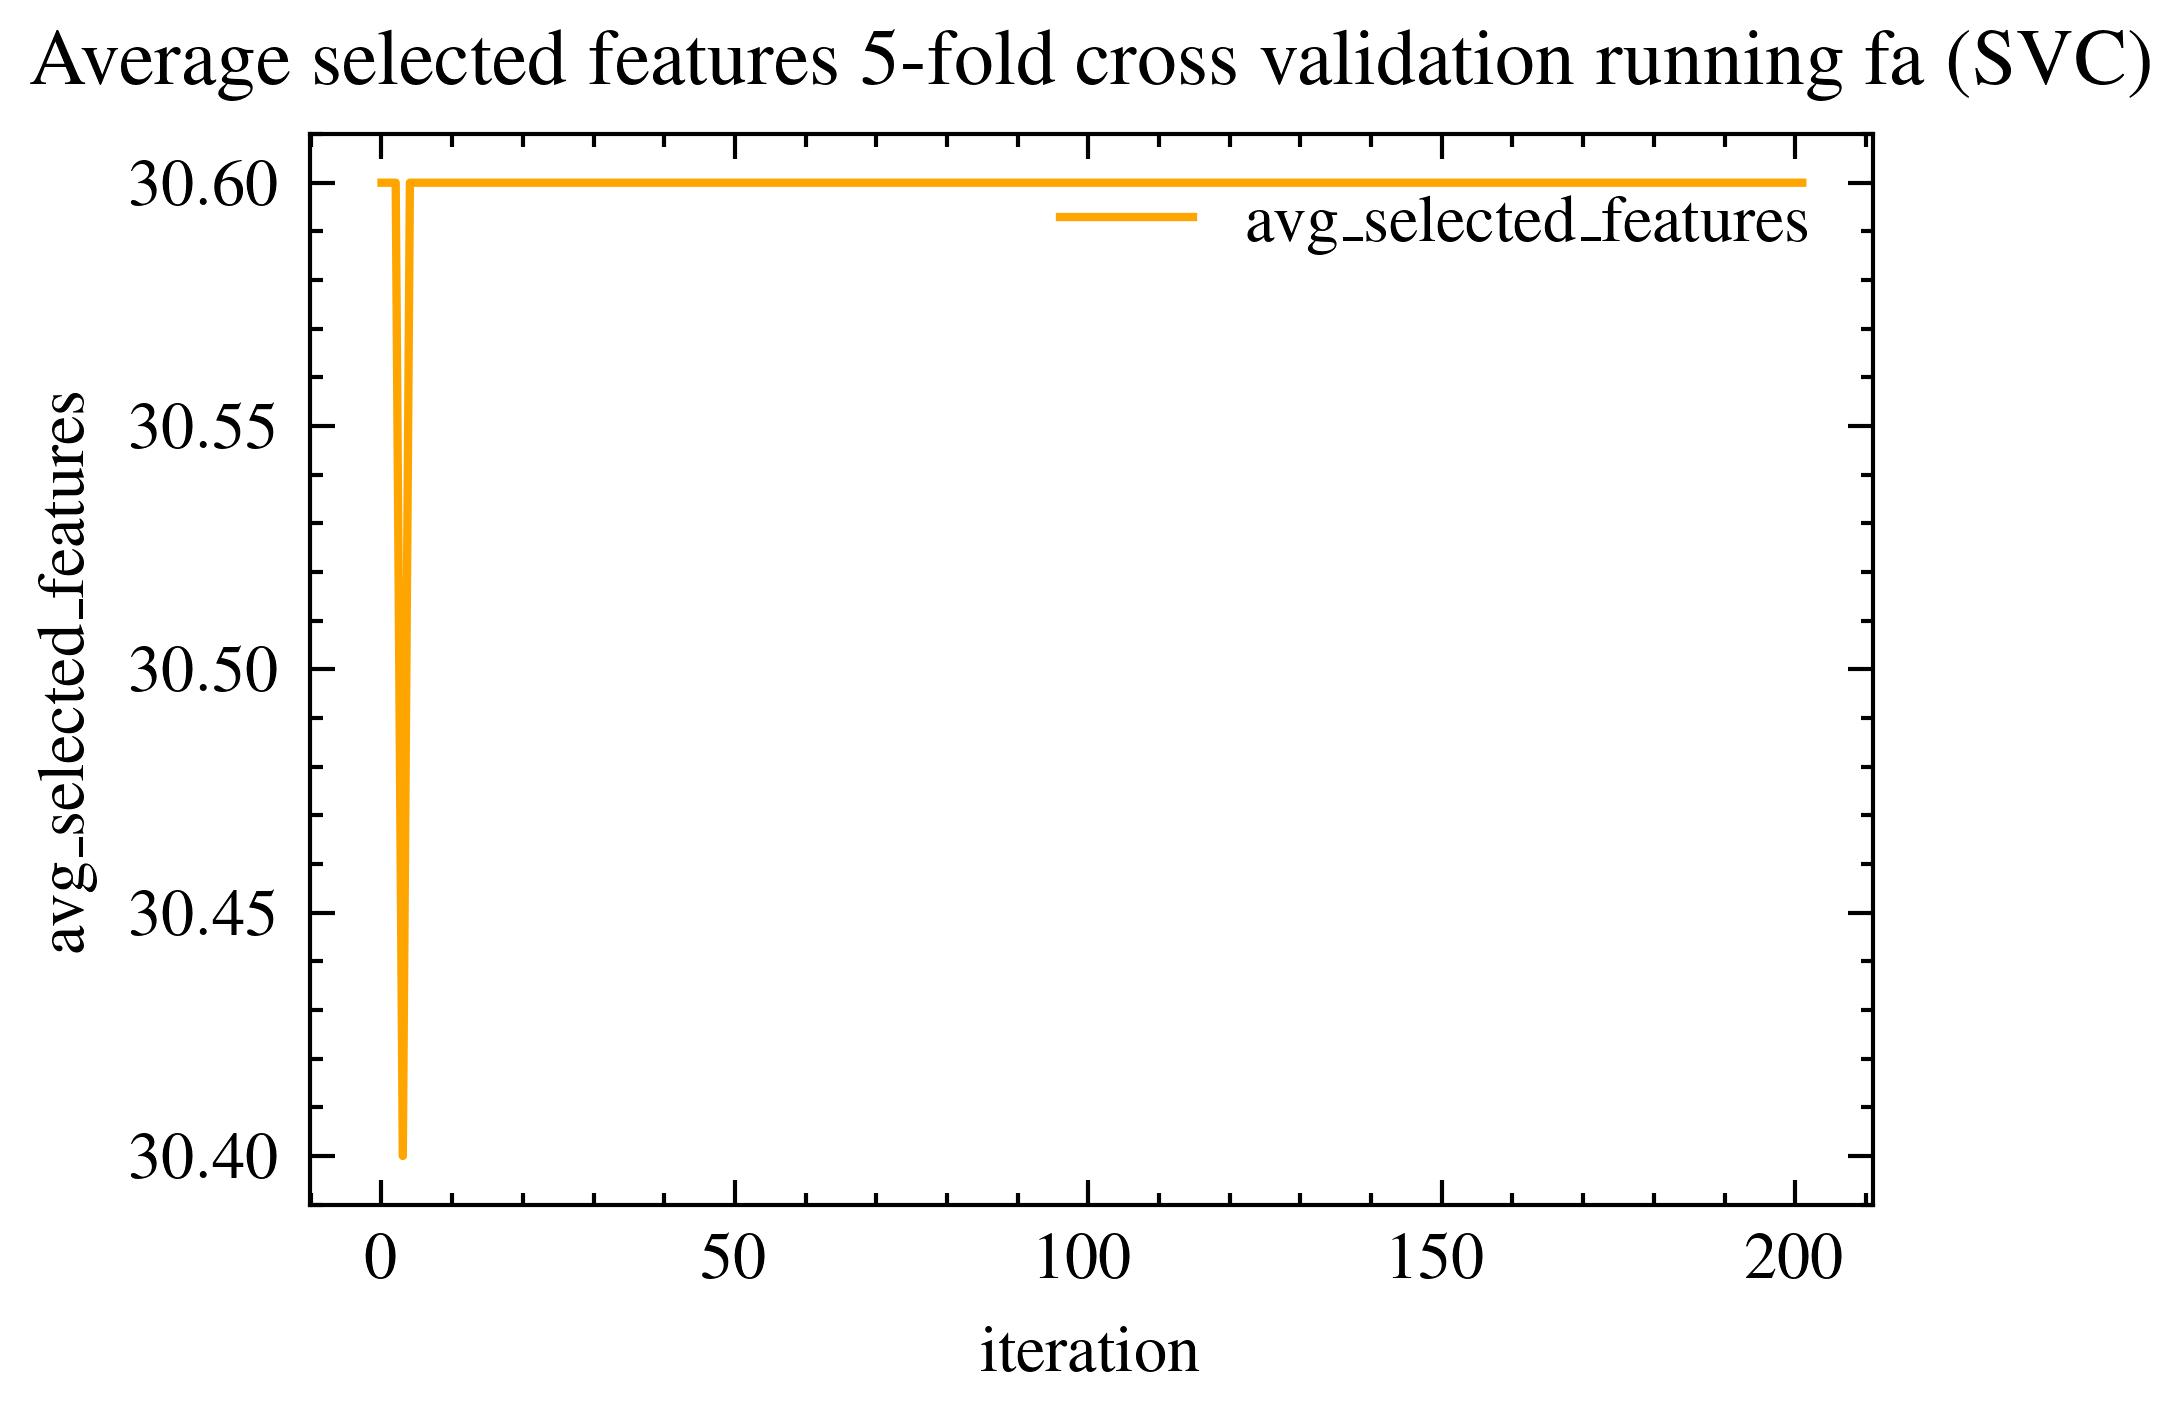 Average selected features 5-fold cross validation running fa (SVC)
30.60
avg_selected_features
30.55
30.50
30.45
30.40
avg_selected_features
0 50 100 150 200
iteration